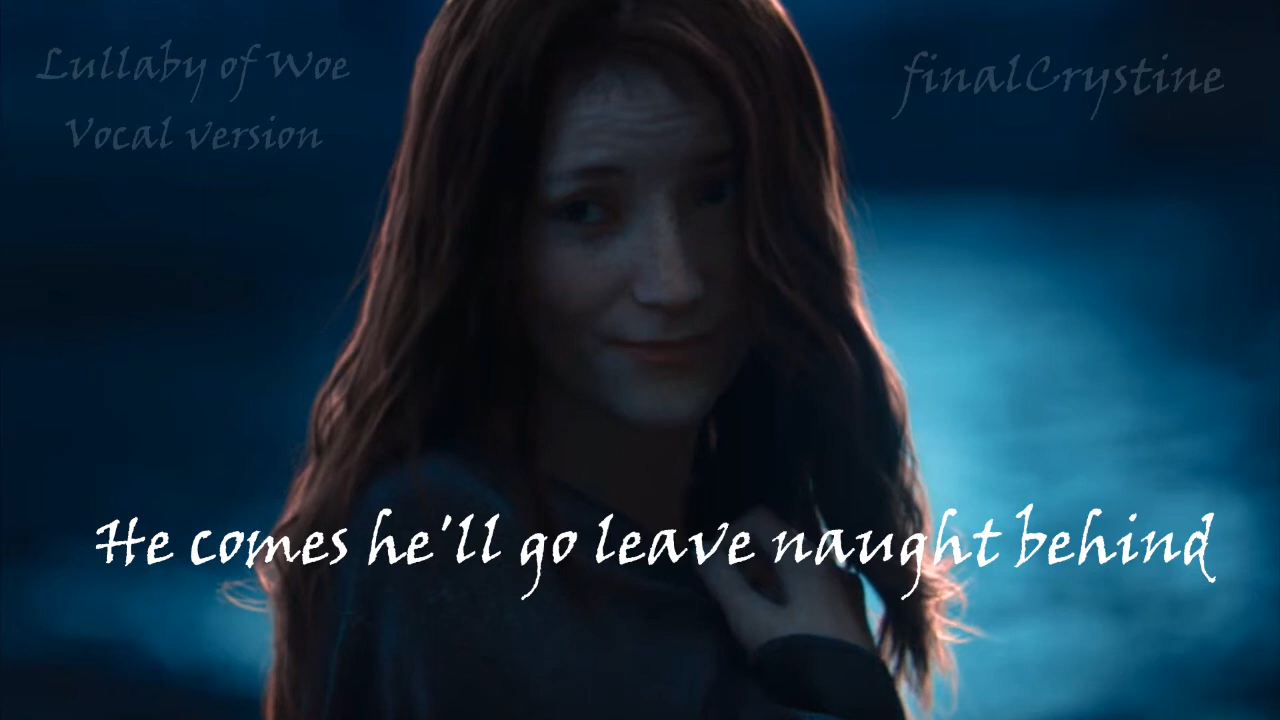 Lullaby of Woe
Vocal version
finalCrystine
He comes he'll go leave naught behind